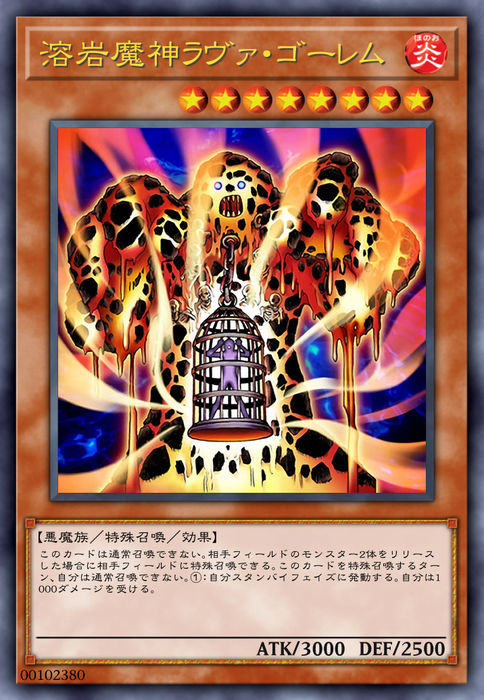 溶岩魔神ラヴァ・ゴーレム
ほのお
炎
【悪魔族／特殊召喚／効果】
このカードは通常召喚できない。相手フィールドのモンスター2体をリリース
した場合に相手フィールドに特殊召喚できる。このカードを特殊召喚するター
ン、自分は通常召喚できない。①：自分スタンバイフェイズに発動する。自分は1
000ダメージを受ける。
ATK/3000 DEF/2500
00102380